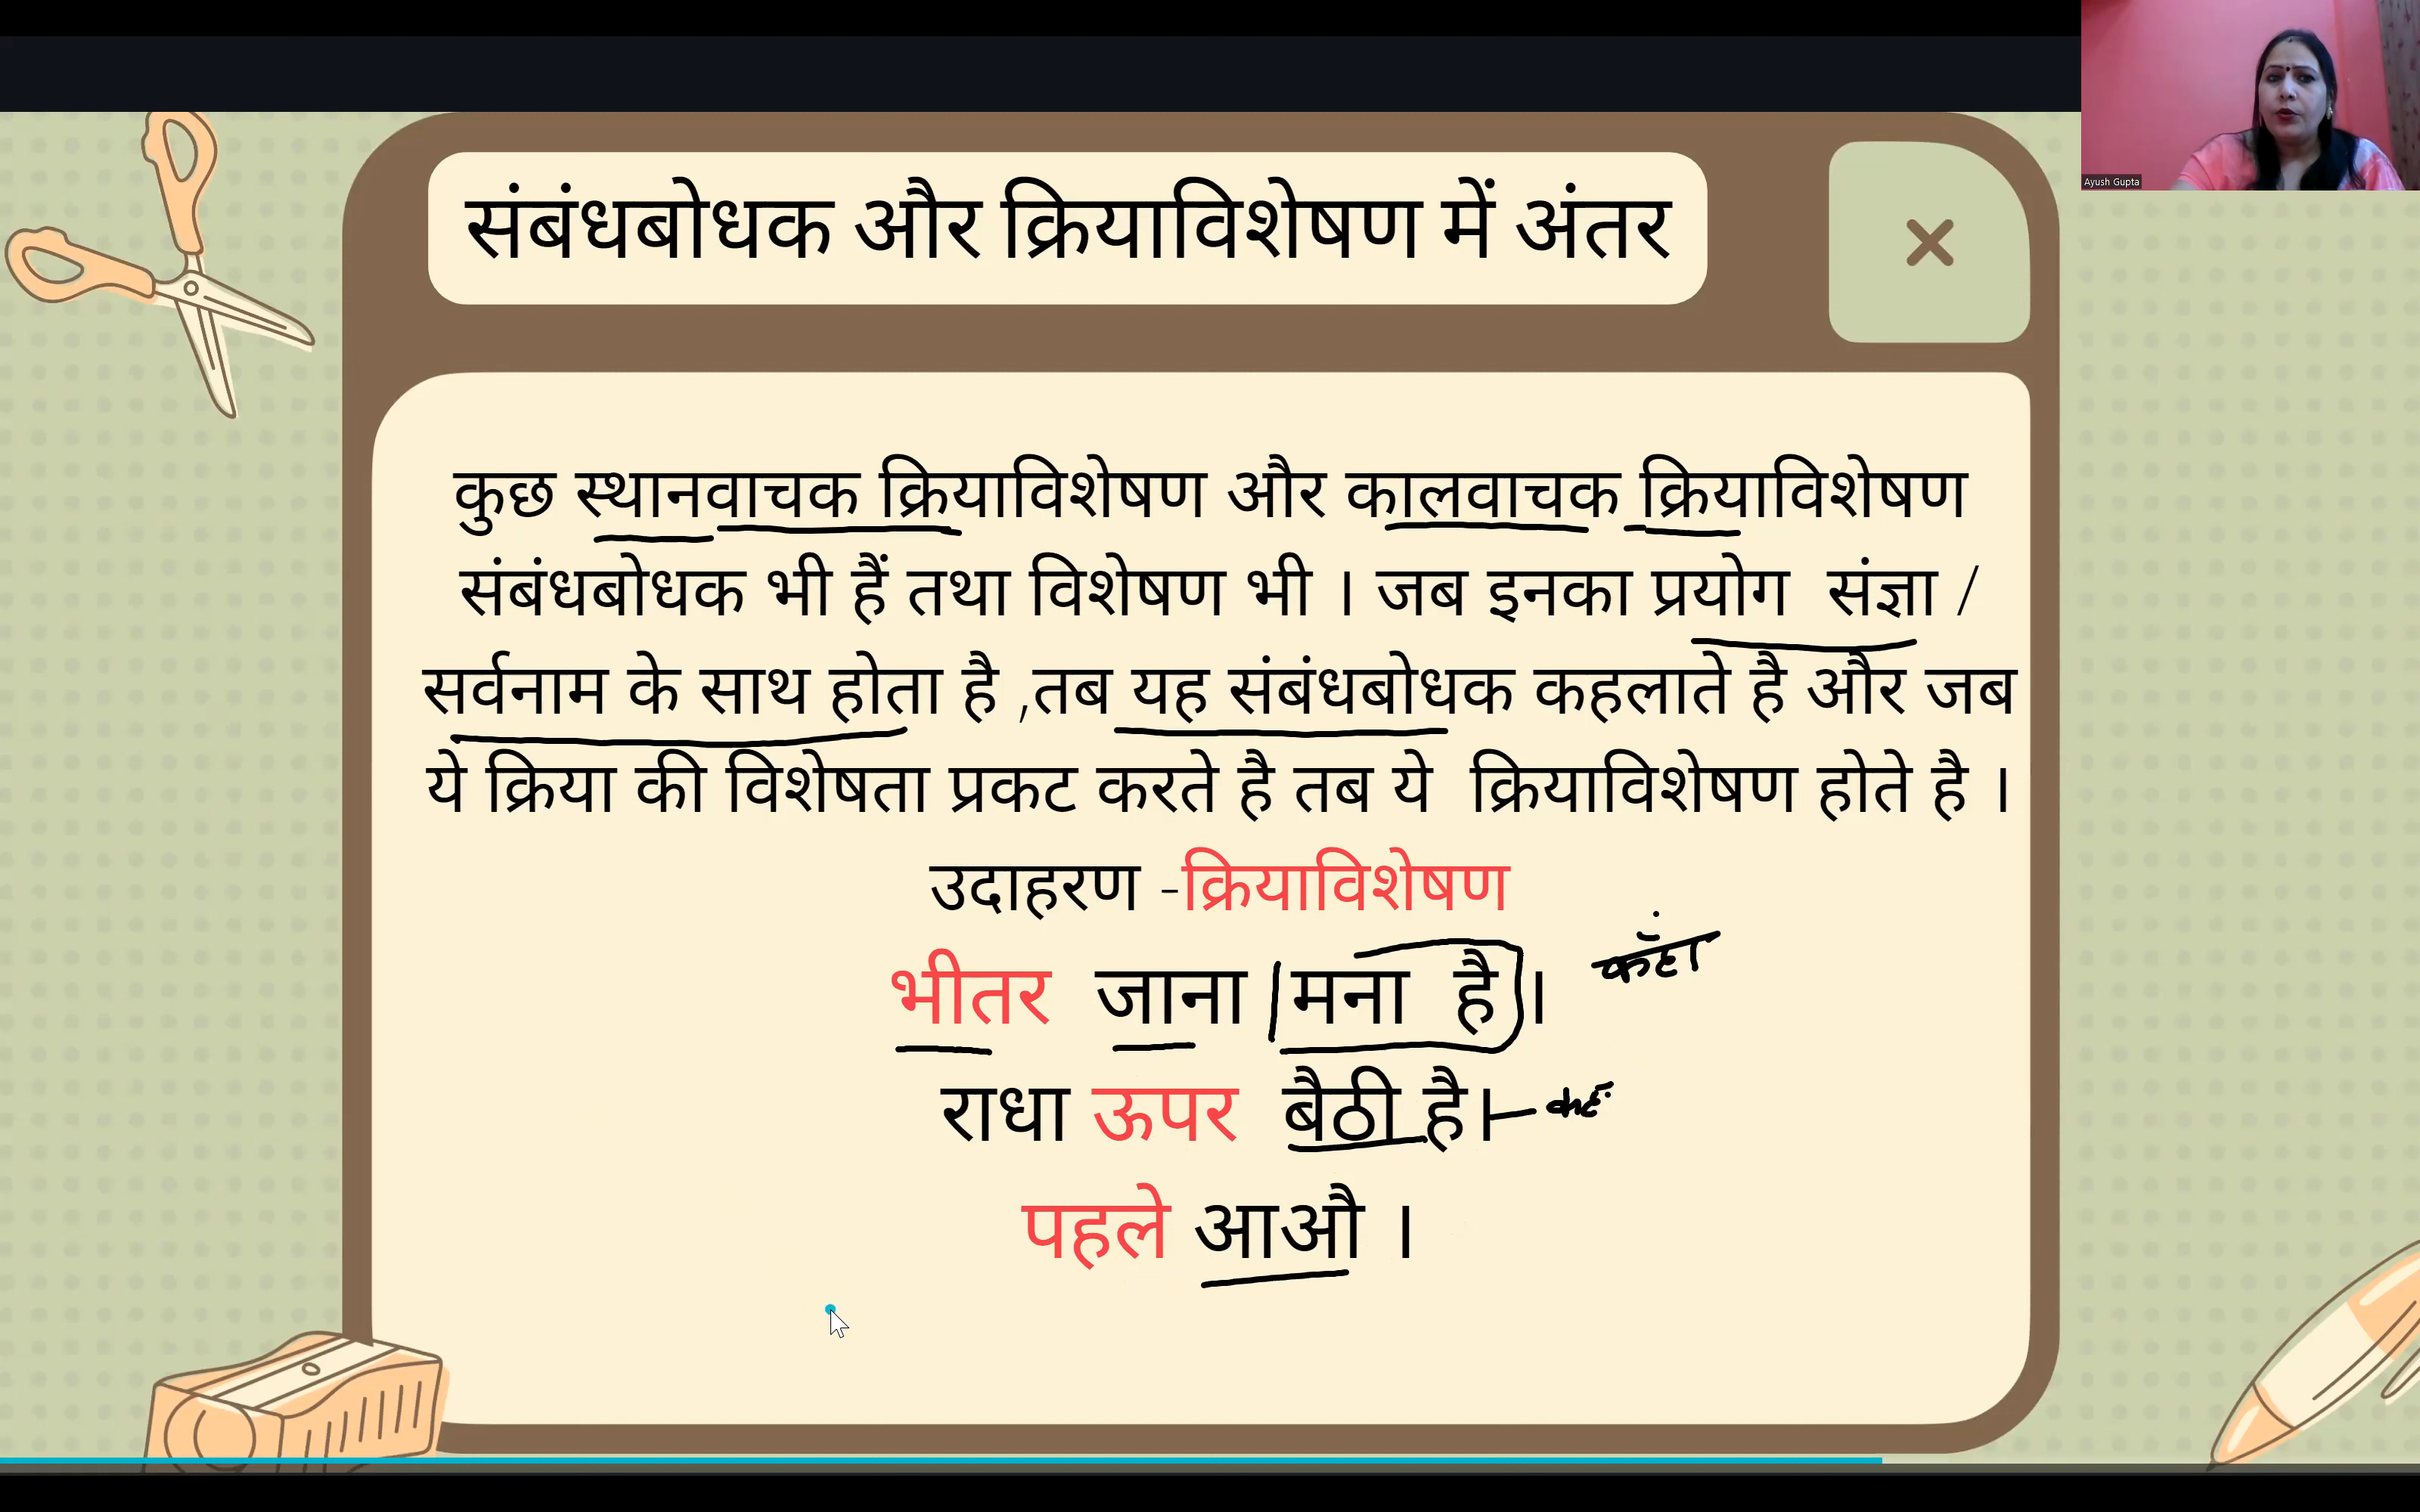 Ayush Gupta
संबंधबोधक और क्रियाविशेषण में अंतर
कुछ स्थानवाचक क्रियाविशेषण और कालवाचक क्रियाविशेषण
संबंधबोधक भी हैं तथा विशेषण भी । जब इनका प्रयोग संज्ञा /
सर्वनाम के साथ होता है ,तब यह संबंधबोधक कहलाते है और जब
ये क्रिया की विशेषता प्रकट करते है तब ये क्रियाविशेषण होते है ।
उदाहरण -क्रियाविशेषण
भीतर जाना मना है ।
राधा ऊपर बैठी है।
पहले आऔ ।